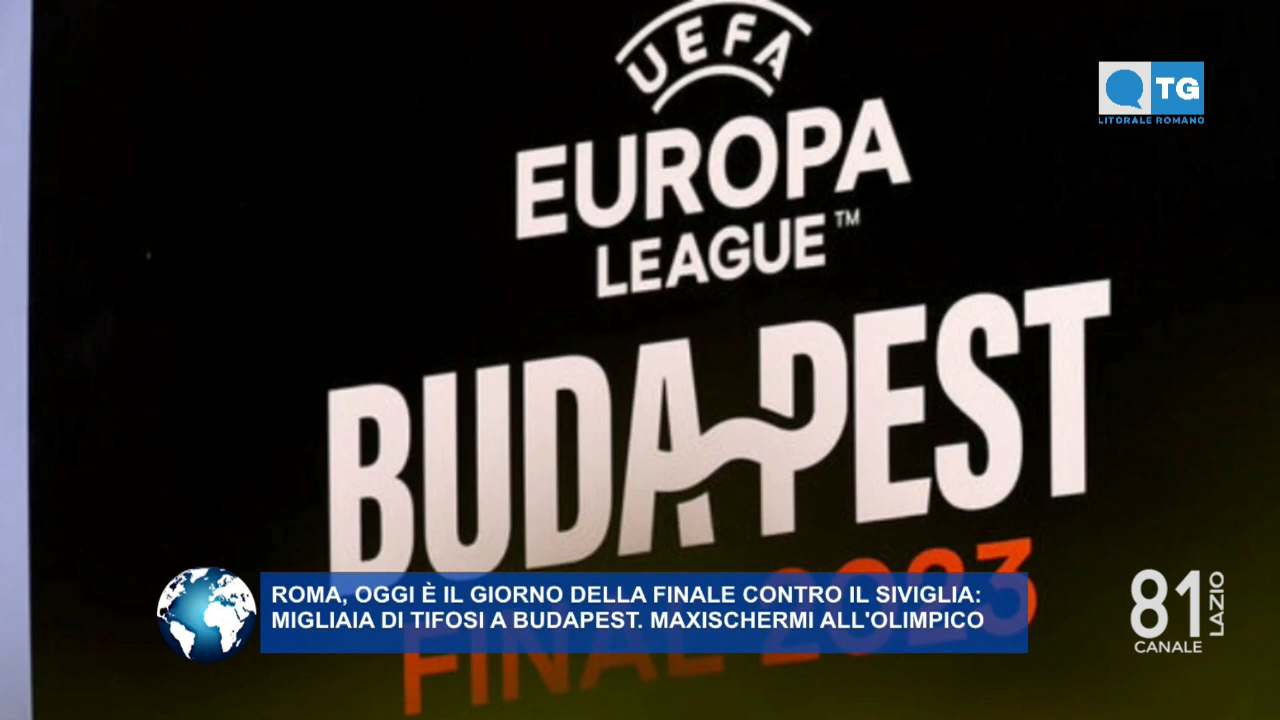 UEFA
EUROPA
LEAGUE™
BUDAPEST
FINAL 2023
TG
LITORALE ROMANO
ROMA, OGGI È IL GIORNO DELLA FINALE CONTRO IL SIVIGLIA:
MIGLIAIA DI TIFOSI A BUDAPEST. MAXISCHERMI ALL'OLIMPICO
81
LAZIO
CANALE